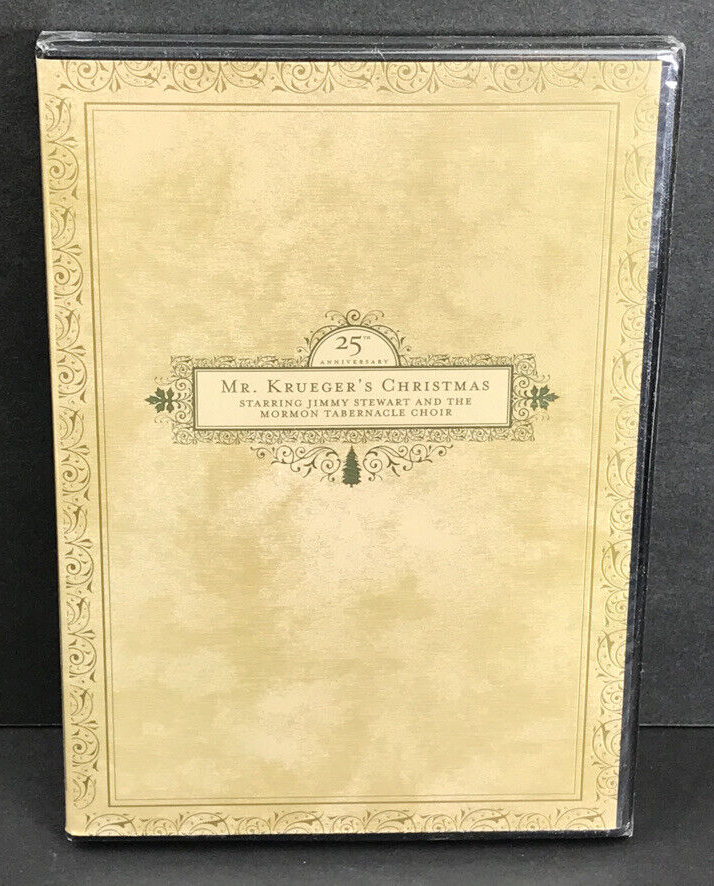 25TH
ANNIVERSARY
MR. KRUEGER'S CHRISTMAS
STARRING JIMMY STEWART AND THE
MORMON TABERNACLE CHOIR